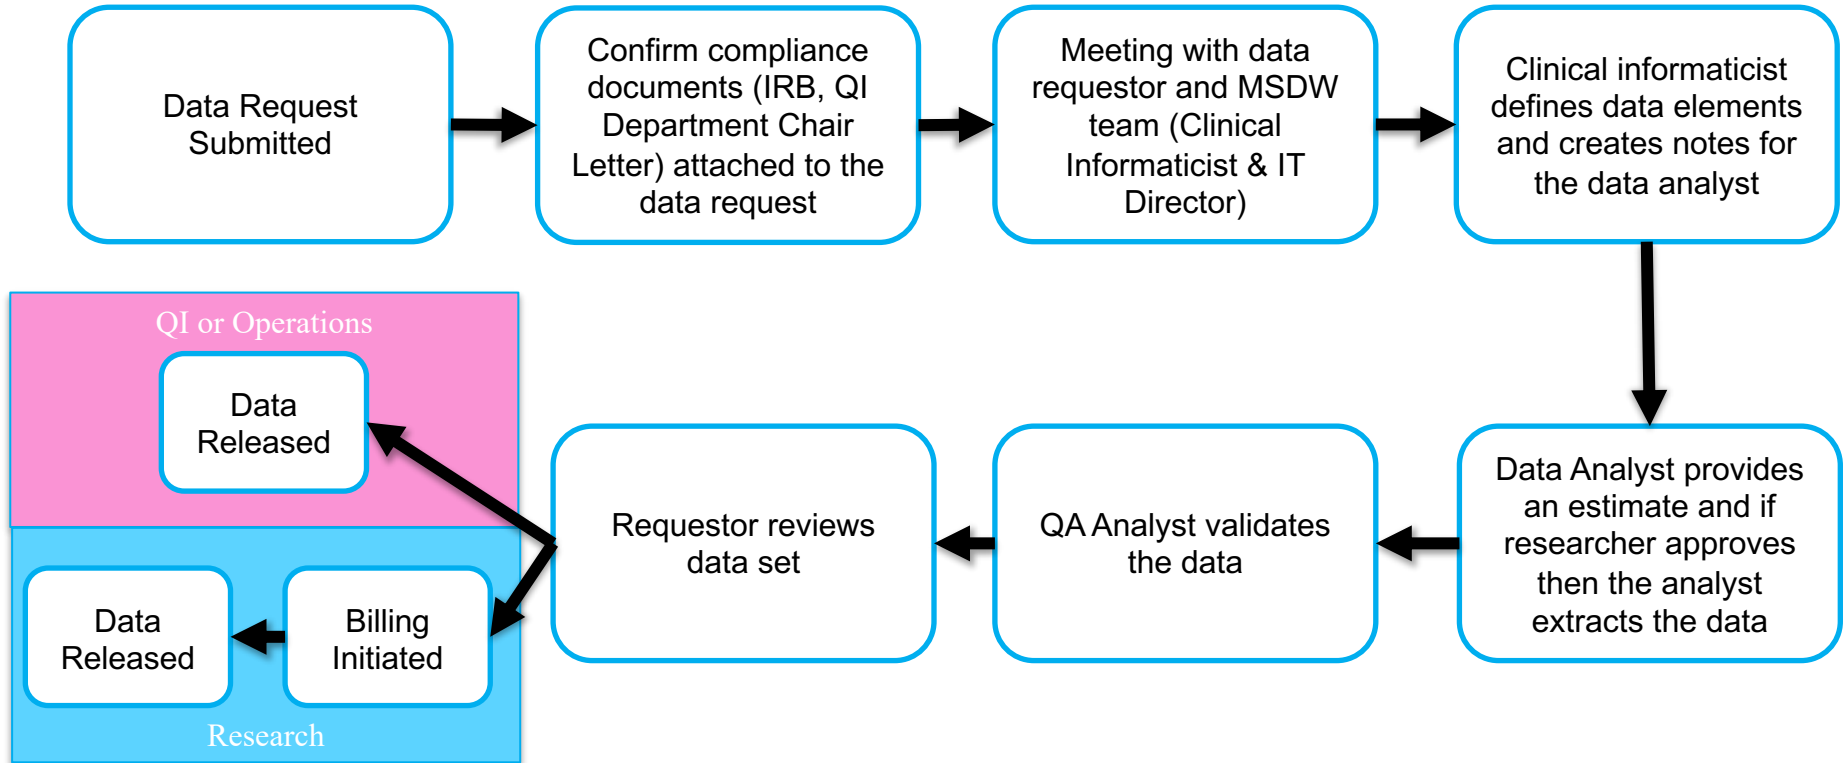 Data Request
Submitted
Confirm compliance
documents (IRB, QI
Department Chair
Letter) attached to the
data request
Meeting with data
requestor and MSDW
team (Clinical
Informaticist & IT
Director)
Clinical informaticist
defines data elements
and creates notes for
the data analyst
Data Analyst provides
an estimate and if
researcher approves
then the analyst
extracts the data
QA Analyst validates
the data
Requestor reviews
data set
QI or Operations
Data
Released
Billing
Initiated
Data
Released
Research